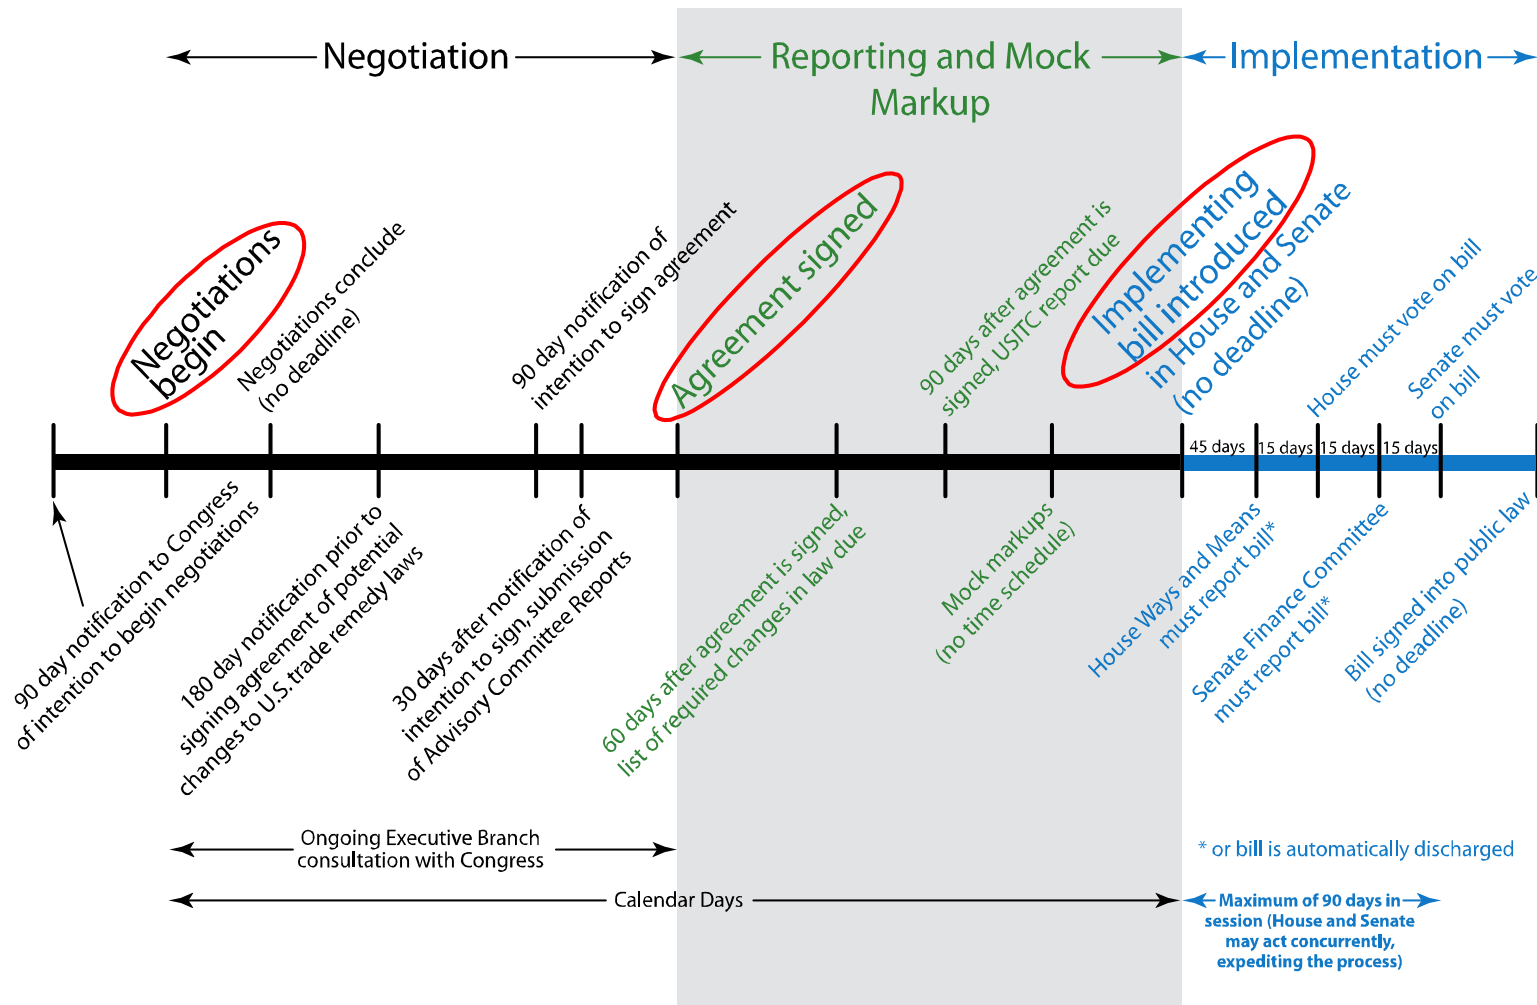 Negotiation
Reporting and Mock
Markup
Implementation
Negotiations
begin
Negotiations conclude
(no deadline)
90 day notification of
intention to sign agreement
Agreement signed
90 days after agreement is
signed, USITC report due
Implementing
bill introduced
in House and Senate
(no deadline)
House must vote on bill
Senate must vote
on bill
45 days
15 days
15 days
15 days
90 day notification to Congress
of intention to begin negotiations
180 day notification prior to
signing agreement of potential
changes to U.S. trade remedy laws
30 days after notification of
intention to sign, submission
of Advisory Committee Reports
60 days after agreement is signed,
list of required changes in law due
Mock markups
(no time schedule)
House Ways and Means
must report bill*
Senate Finance Committee
must report bill*
Bill signed into public law
(no deadline)
Ongoing Executive Branch
consultation with Congress
* or bill is automatically discharged
Calendar Days
Maximum of 90 days in
session (House and Senate
may act concurrently,
expediting the process)